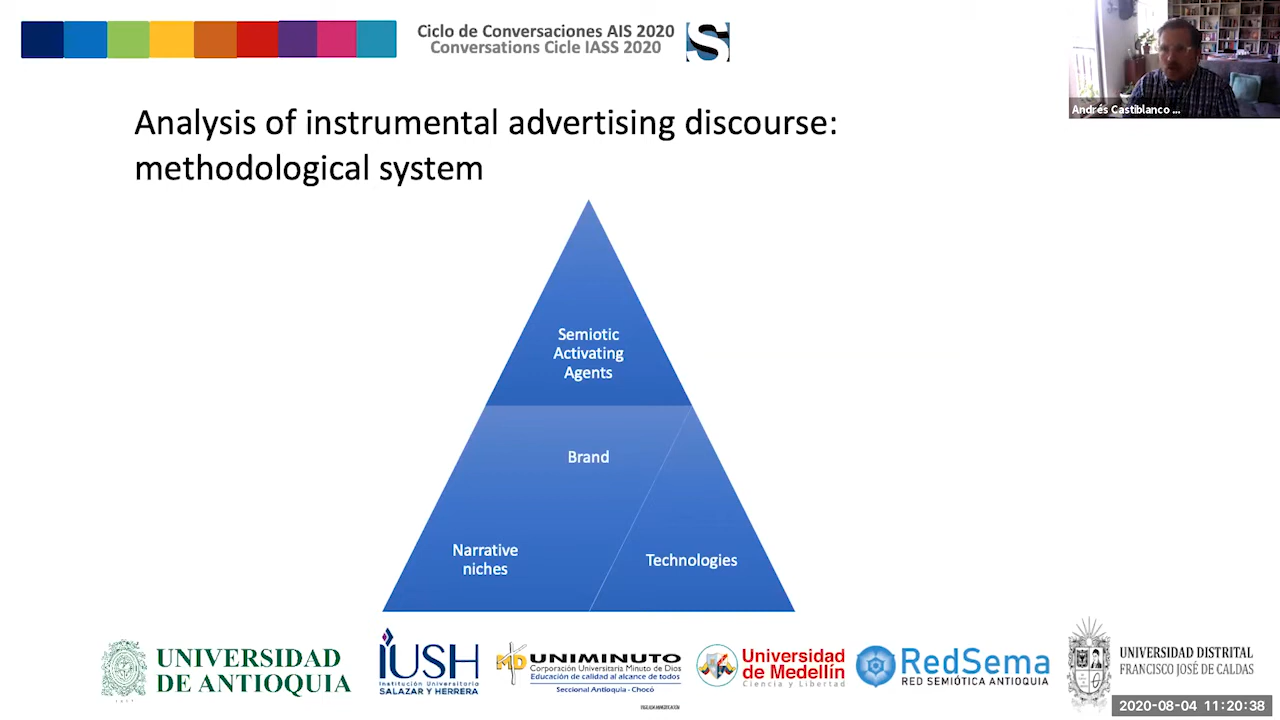 Ciclo de Conversaciones AIS 2020
Conversations Cicle IASS 2020
S
Andrés Castiblanco ...
Analysis of instrumental advertising discourse:
methodological system
Semiotic
Activating
Agents
Brand
Narrative
niches
Technologies
UNIVERSIDAD
DE ANTIOQUIA
IUSH
Institución Universitaria
SALAZAR Y HERRERA
UNIMINUTO
Corporación Universitaria Minuto de Dios
Educación de calidad al alcance de todos
Seccional Antioquia - Chocó
Universidad
de Medellín
Ciencia y Libertad
RedSema
RED SEMIÓTICA ANTIOQUIA
UNIVERSIDAD DISTRITAL
FRANCISCO JOSÉ DE CALDAS
2020-08-04 11:20:38